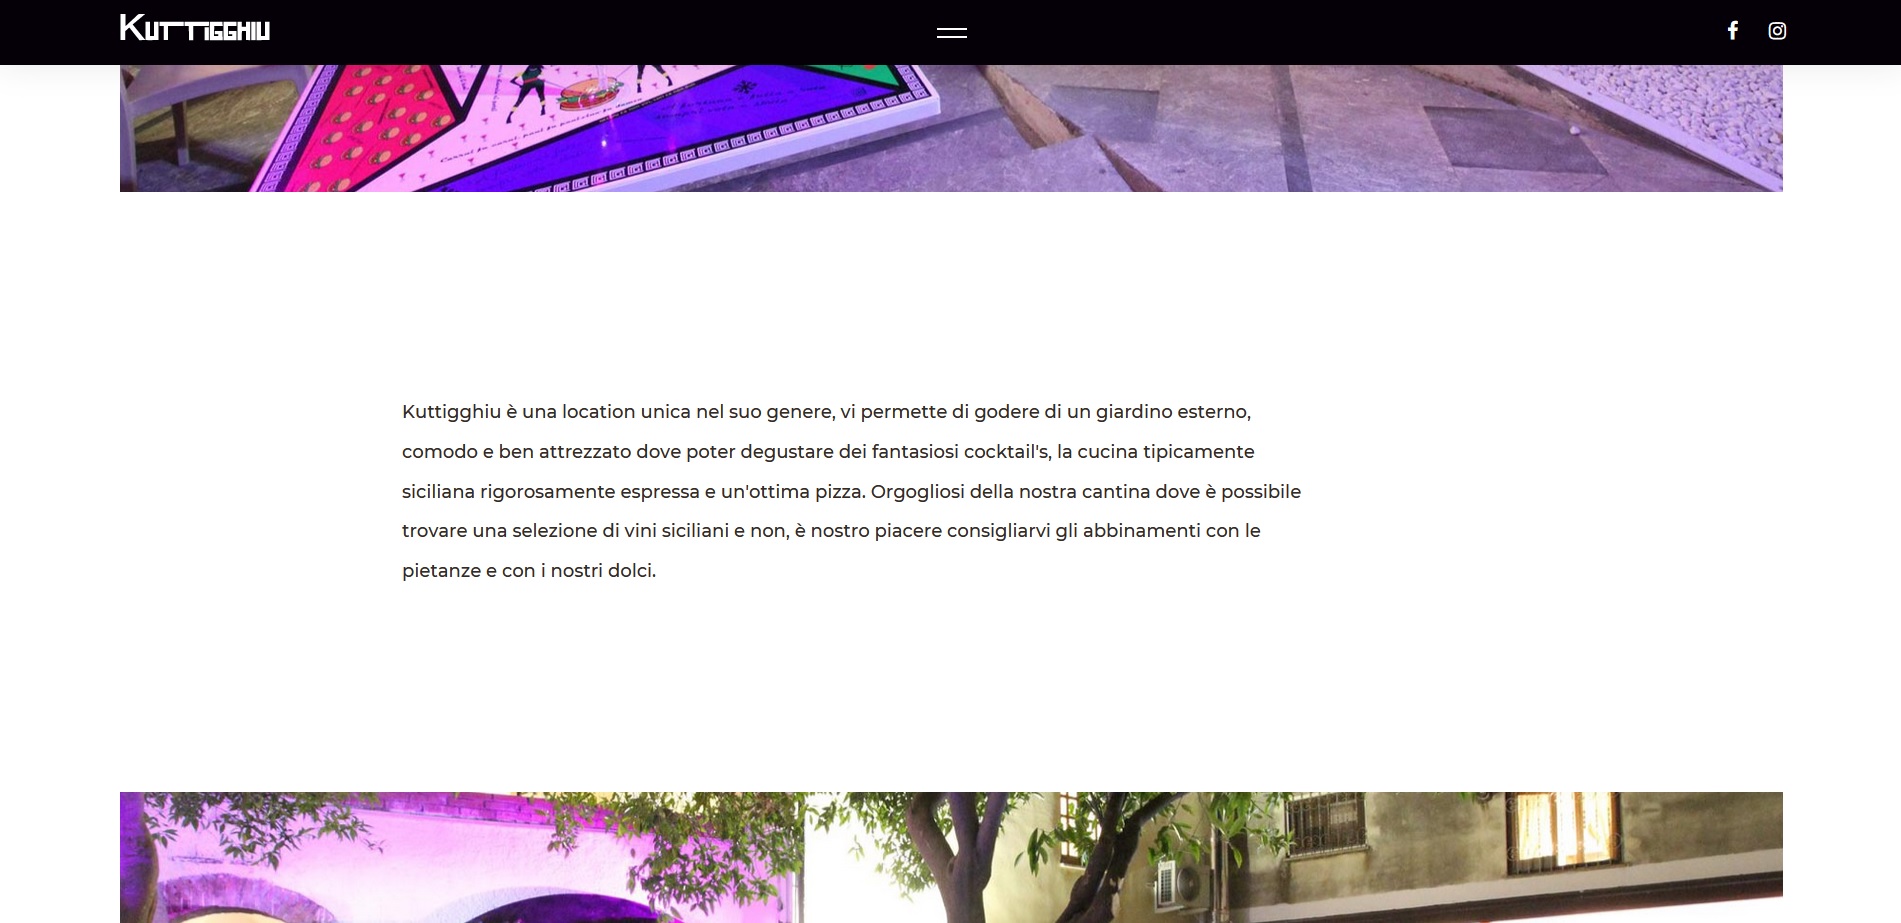 KUTTIGGHIU
Kuttigghiu è una location unica nel suo genere, vi permette di godere di un giardino esterno,
comodo e ben attrezzato dove poter degustare dei fantasiosi cocktail's, la cucina tipicamente
siciliana rigorosamente espressa e un'ottima pizza. Orgogliosi della nostra cantina dove è possibile
trovare una selezione di vini siciliani e non, è nostro piacere consigliarvi gli abbinamenti con le
pietanze e con i nostri dolci.